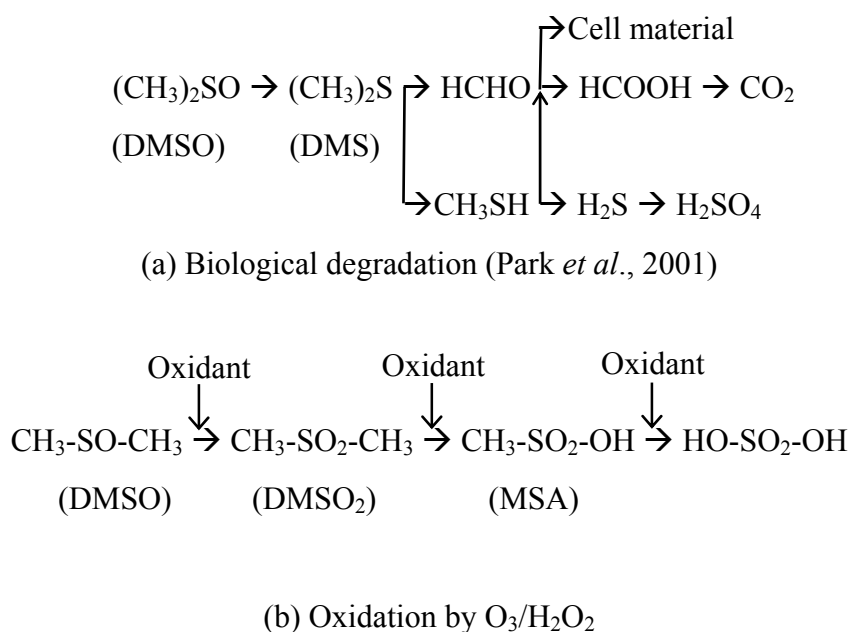 →Cell material
(CH₃)₂SO → (CH₃)₂S → HCHO → HCOOH → CO₂
(DMSO) (DMS)
→CH₃SH → H₂S → H₂SO₄
(a) Biological degradation (Park et al., 2001)
Oxidant Oxidant Oxidant
CH₃-SO-CH₃ → CH₃-SO₂-CH₃ → CH₃-SO₂-OH → HO-SO₂-OH
(DMSO) (DMSO₂) (MSA)
(b) Oxidation by O₃/H₂O₂